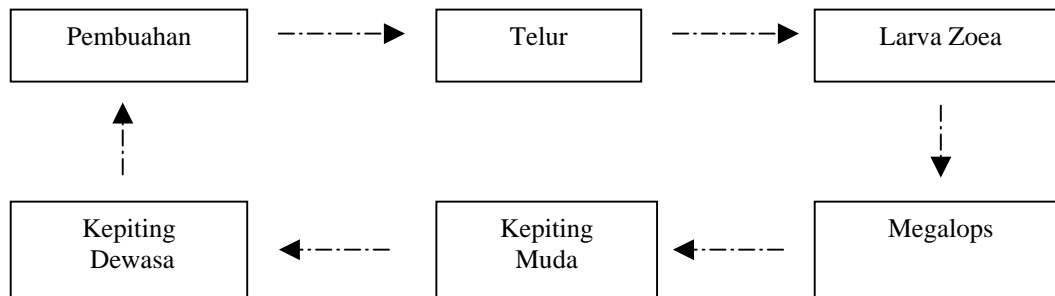 Pembuahan
Telur
Larva Zoea
Kepiting
Dewasa
Kepiting
Muda
Megalops